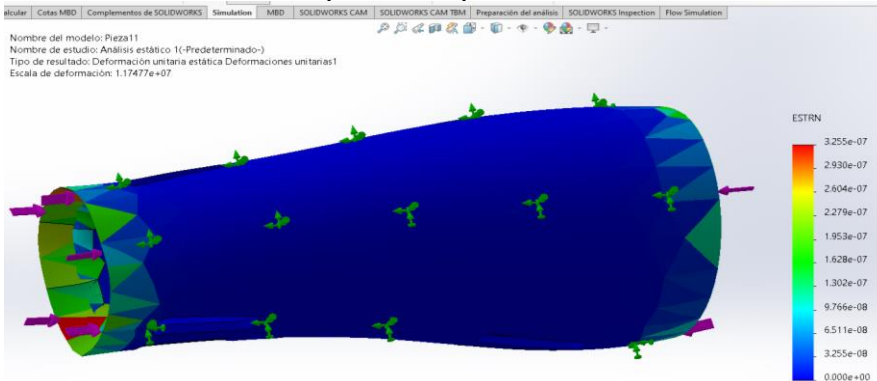 alcular Cotas MBD Complementos de SOLIDWORKS Simulation MBD SOLIDWORKS CAM SOLIDWORKS CAM TBM Preparación del análisis SOLIDWORKS Inspection Flow Simulation
Nombre del modelo: Pieza11
Nombre de estudio: Análisis estático 1(-Predeterminado-)
Tipo de resultado: Deformación unitaria estática Deformaciones unitarias1
Escala de deformación: 1.17477e+07
ESTRN
3.255e-07
2.930e-07
2.604e-07
2.279e-07
1.953e-07
1.628e-07
1.302e-07
9.766e-08
6.511e-08
3.255e-08
0.000e+00